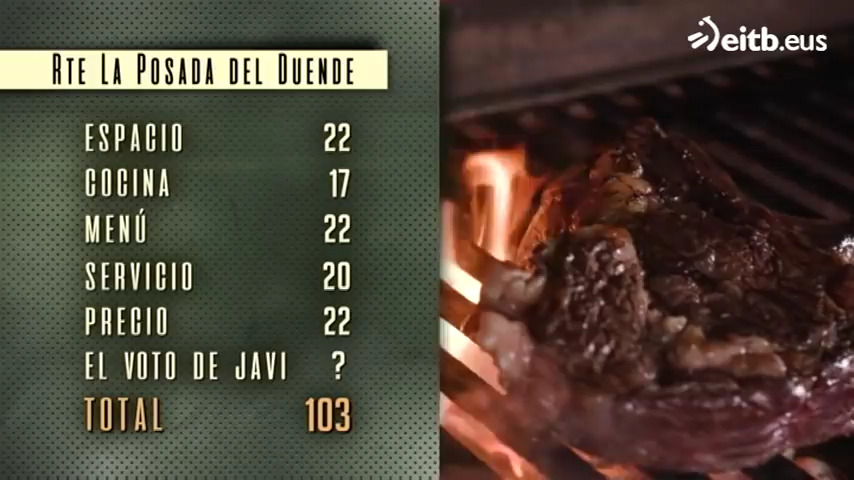 eitb.eus
RTE LA POSADA DEL DUENDE
ESPACIO 22
COCINA 17
MENÚ 22
SERVICIO 20
PRECIO 22
EL VOTO DE JAVI ?
TOTAL 103